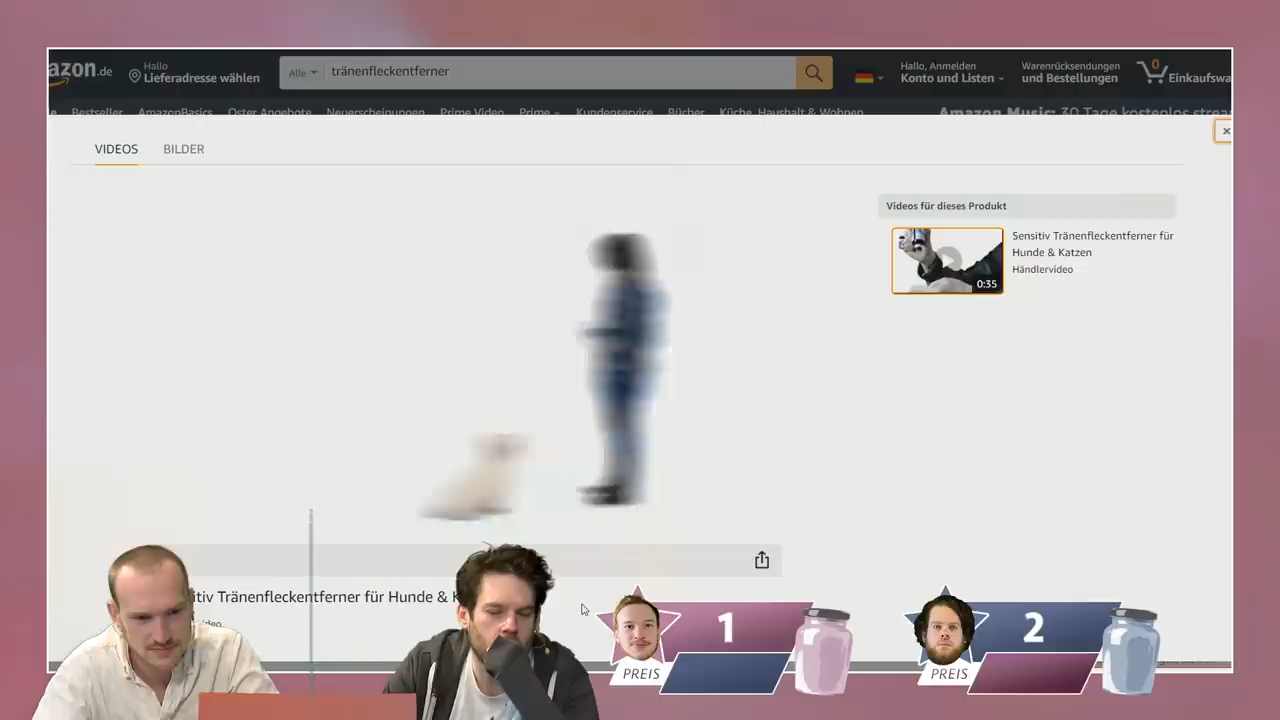 azon.de
Hallo
Lieferadresse wählen
Alle
tränenfleckentferner
Hallo, Anmelden
Konto und Listen
Warenrücksendungen
und Bestellungen
0
Einkaufswa
e Bestseller AmazonBasics Oster Angebote Neuerscheinungen Prime Video Prime Kundenservice Bücher Küche, Haushalt & Wohnen
Amazon Music: 30 Tage kostenlos strea
VIDEOS BILDER
Videos für dieses Produkt
Sensitiv Tränenfleckentferner für
Hunde & Katzen
Händlervideo
0:35
itiv Tränenfleckentferner für Hunde & K
deo
1
PREIS
2
PREIS